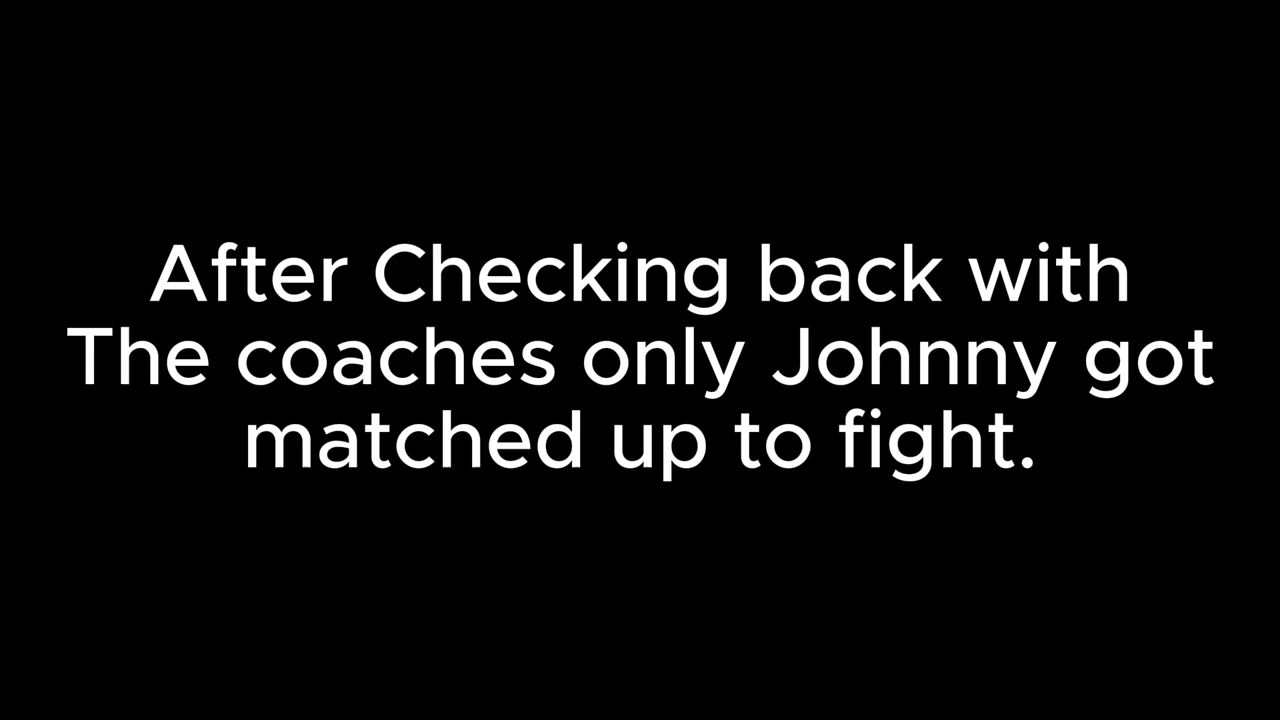 After Checking back with
The coaches only Johnny got
matched up to fight.